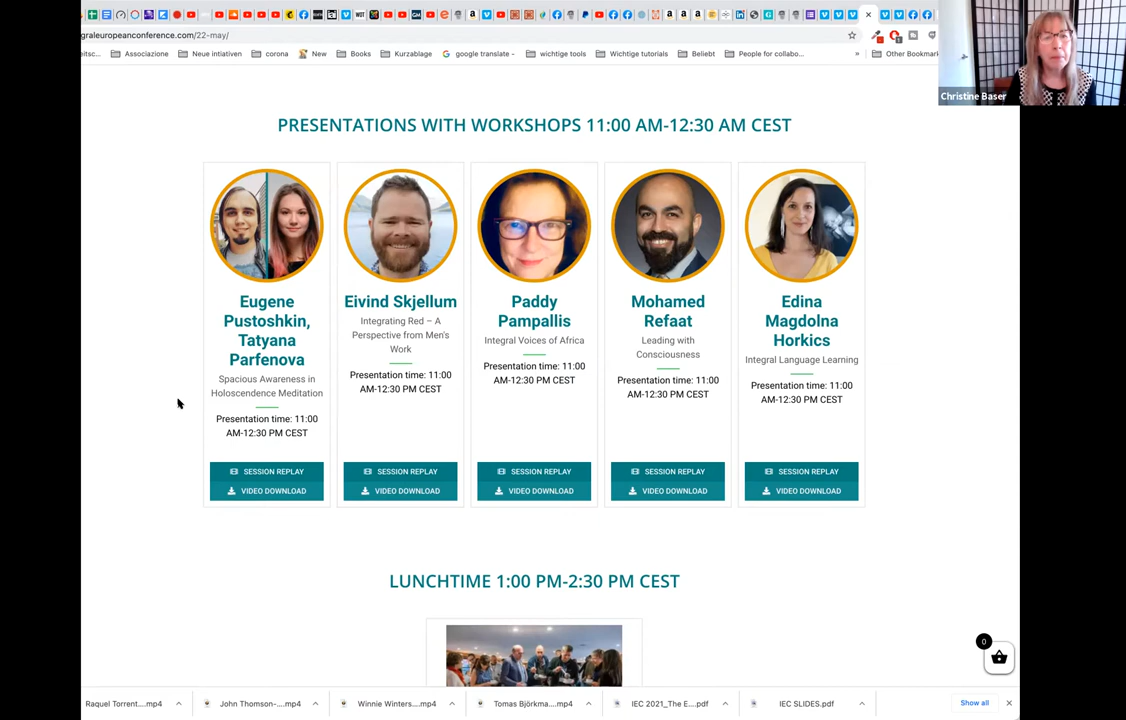 graleuropeanconference.com/22-may/
eitsc... Associazione Neue intiativen corona New Books Kurzablage google translate - wichtige tools Wichtige tutorials Beliebt People for collabo... » Other Bookmark
Christine Baser
PRESENTATIONS WITH WORKSHOPS 11:00 AM-12:30 AM CEST
Eugene
Pustoshkin,
Tatyana
Parfenova
Spacious Awareness in
Holoscendence Meditation
Presentation time: 11:00
AM-12:30 PM CEST
SESSION REPLAY
VIDEO DOWNLOAD
Eivind Skjellum
Integrating Red – A
Perspective from Men's
Work
Presentation time: 11:00
AM-12:30 PM CEST
SESSION REPLAY
VIDEO DOWNLOAD
Paddy
Pampallis
Integral Voices of Africa
Presentation time: 11:00
AM-12:30 PM CEST
SESSION REPLAY
VIDEO DOWNLOAD
Mohamed
Refaat
Leading with
Consciousness
Presentation time: 11:00
AM-12:30 PM CEST
SESSION REPLAY
VIDEO DOWNLOAD
Edina
Magdolna
Horkics
Integral Language Learning
Presentation time: 11:00
AM-12:30 PM CEST
SESSION REPLAY
VIDEO DOWNLOAD
LUNCHTIME 1:00 PM-2:30 PM CEST
0
Raquel Torrent....mp4 John Thomson-....mp4 Winnie Winters....mp4 Tomas Björkma....mp4 IEC 2021_The E....pdf IEC SLIDES.pdf Show all